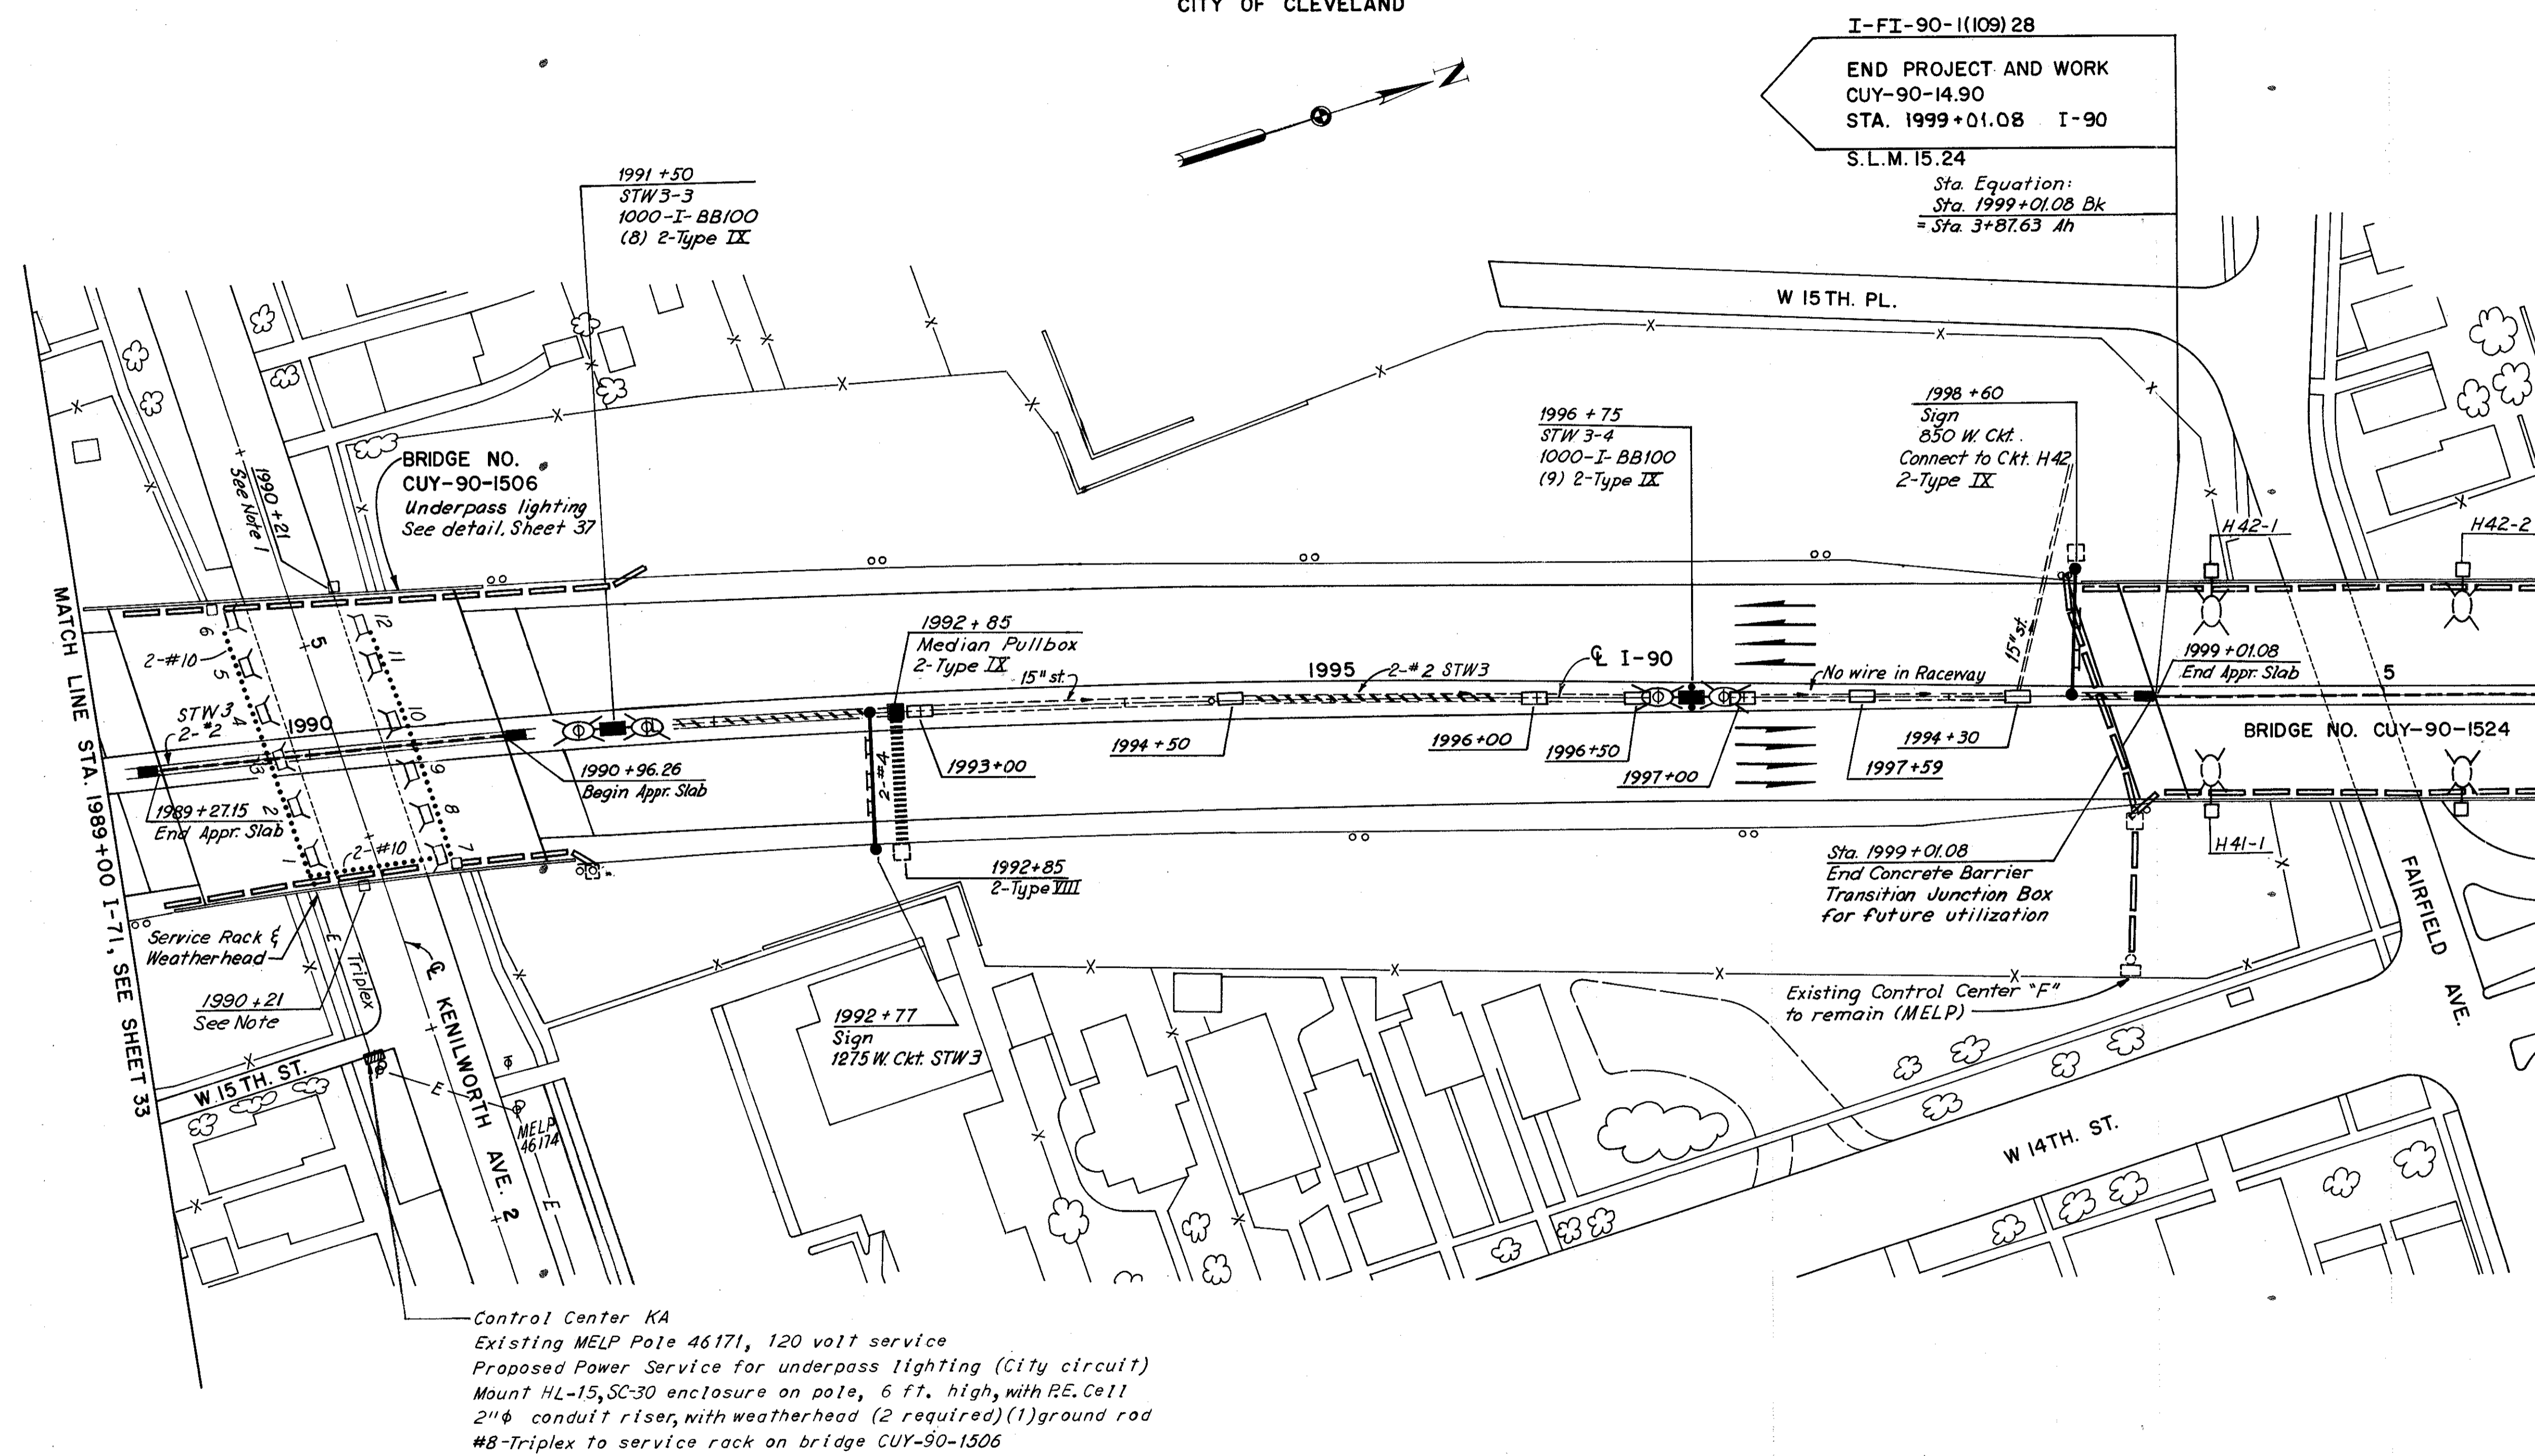 CITY OF CLEVELAND
I-FI-90-1(109)28
END PROJECT AND WORK
CUY-90-14.90
STA. 1999+01.08 I-90
S.L.M. 15.24
Sta. Equation:
Sta. 1999+01.08 Bk
= Sta. 3+87.63 Ah
N
1991+50
STW3-3
1000-I-BB100
(8) 2-Type IX
W 15TH. PL.
1990+21
See Note 1
BRIDGE NO.
CUY-90-1506
Underpass lighting
See detail, Sheet 37
1996+75
STW 3-4
1000-I-BB100
(9) 2-Type IX
1998+60
Sign
850 W. Ckt.
Connect to Ckt. H42
2-Type IX
H42-1
H42-2
MATCH LINE STA. 1989+00 I-71, SEE SHEET 33
6
5
4
3
2
1
12
11
10
9
8
7
5
2-#10
STW3
2-#2
1990
1992+85
Median Pullbox
2-Type IX
15" st.
1995
2-#2 STW3
℄ I-90
No wire in Raceway
15" st.
1999+01.08
End Appr. Slab
5
BRIDGE NO. CUY-90-1524
1989+27.15
End Appr. Slab
1990+96.26
Begin Appr. Slab
2-#4
1993+00
1994+50
1996+00
1996+50
1997+00
1997+59
1994+30
2-#10
1992+85
2-Type VIII
H41-1
Sta. 1999+01.08
End Concrete Barrier
Transition Junction Box
for future utilization
FAIRFIELD AVE.
Service Rack &
Weatherhead
Triplex
E
1990+21
See Note
℄ KENILWORTH AVE. 2
1992+77
Sign
1275 W. Ckt. STW3
Existing Control Center "F"
to remain (MELP)
W. 15TH. ST.
E
MELP
46174
E
W 14TH. ST.
Control Center KA
Existing MELP Pole 46171, 120 volt service
Proposed Power Service for underpass lighting (City circuit)
Mount HL-15, SC-30 enclosure on pole, 6 ft. high, with P.E. Cell
2"ϕ conduit riser, with weatherhead (2 required) (1) ground rod
#8-Triplex to service rack on bridge CUY-90-1506